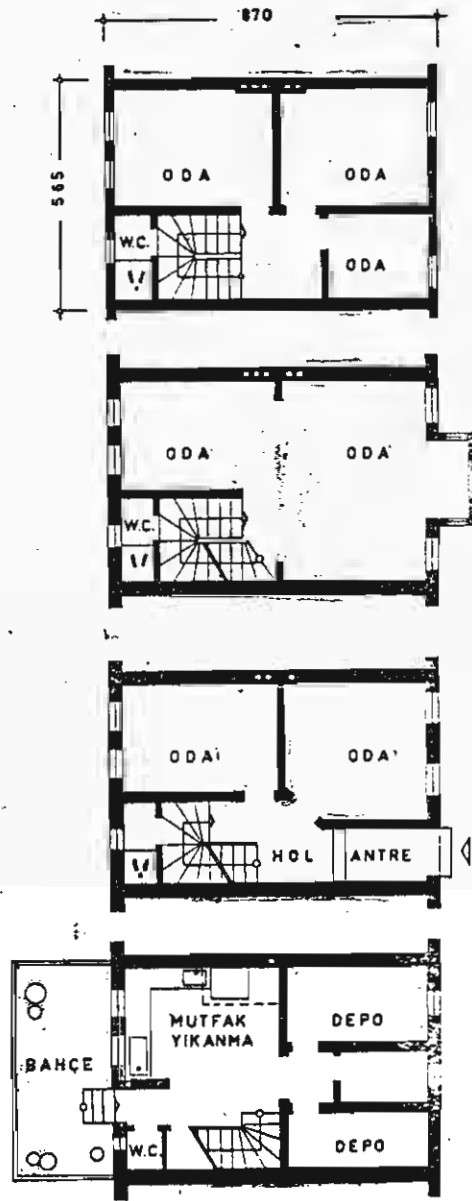 870
565
ODA
ODA
W.C.
ODA
ODA
ODA
W.C.
ODA
ODA
HOL
ANTRE
MUTFAK
YIKANMA
DEPO
BAHÇE
W.C.
DEPO